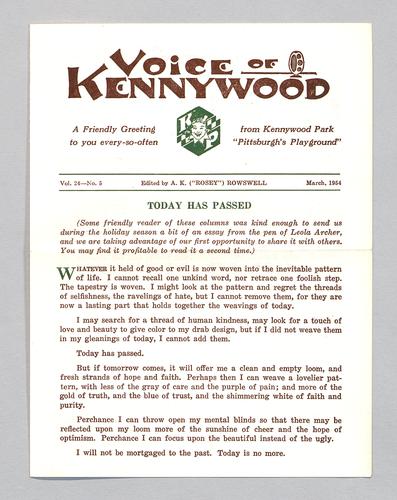 VOICE OF
KENNYWOOD
A Friendly Greeting
to you every-so-often
K P
from Kennywood Park
"Pittsburgh's Playground"
Vol. 24—No. 5 Edited by A. K. ("ROSEY") ROWSWELL March, 1954
TODAY HAS PASSED
(Some friendly reader of these columns was kind enough to send us
during the holiday season a bit of an essay from the pen of Leola Archer,
and we are taking advantage of our first opportunity to share it with others.
You may find it profitable to read it a second time.)
WHATEVER it held of good or evil is now woven into the inevitable pattern
of life. I cannot recall one unkind word, nor retrace one foolish step.
The tapestry is woven. I might look at the pattern and regret the threads
of selfishness, the ravelings of hate, but I cannot remove them, for they are
now a lasting part that holds together the weavings of today.
I may search for a thread of human kindness, may look for a touch of
love and beauty to give color to my drab design, but if I did not weave them
in my gleanings of today, I cannot add them.
Today has passed.
But if tomorrow comes, it will offer me a clean and empty loom, and
fresh strands of hope and faith. Perhaps then I can weave a lovelier pat-
tern, with less of the gray of care and the purple of pain; and more of the
gold of truth, and the blue of trust, and the shimmering white of faith and
purity.
Perchance I can throw open my mental blinds so that there may be
reflected upon my loom more of the sunshine of cheer and the hope of
optimism. Perchance I can focus upon the beautiful instead of the ugly.
I will not be mortgaged to the past. Today is no more.